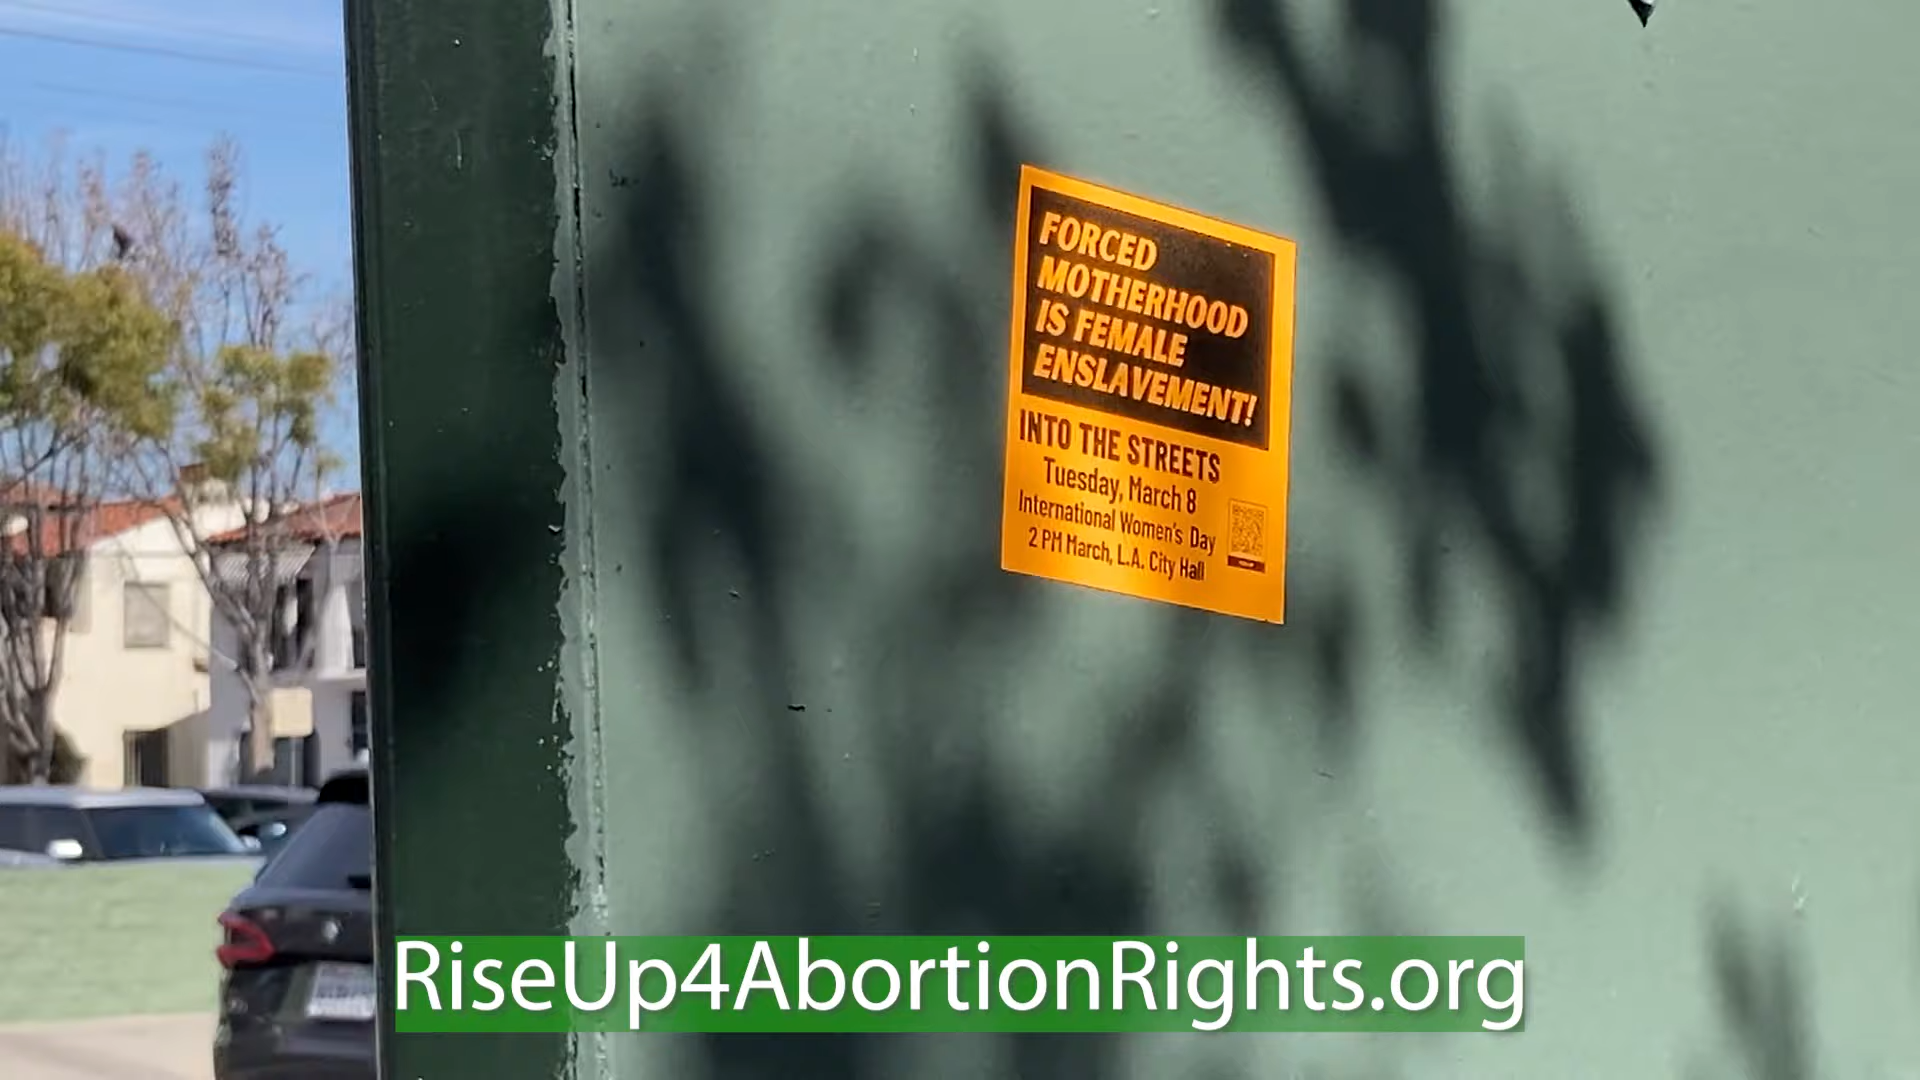 FORCED
MOTHERHOOD
IS FEMALE
ENSLAVEMENT!
INTO THE STREETS
Tuesday, March 8
International Women's Day
2 PM March, L.A. City Hall
RiseUp4AbortionRights.org